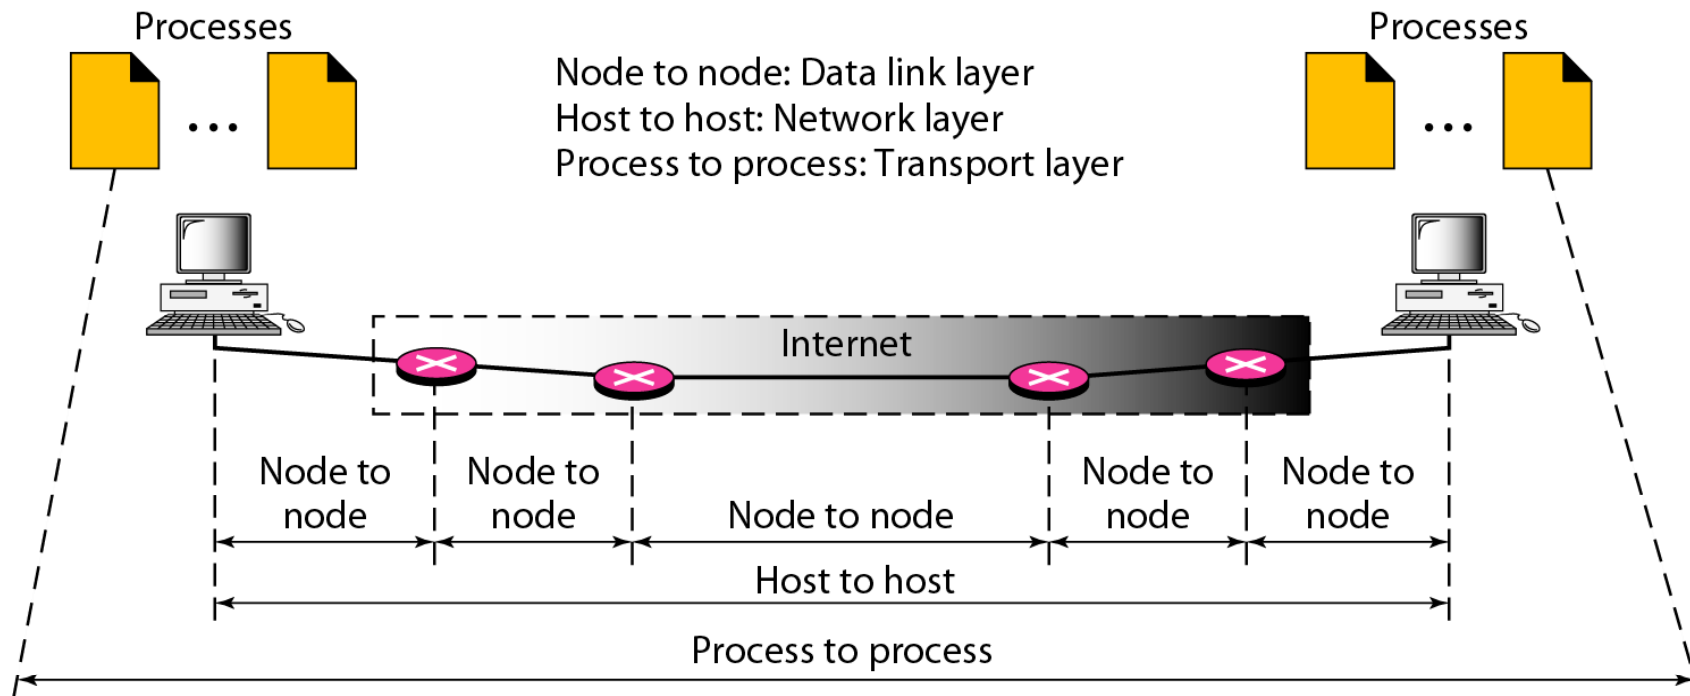 Processes
Processes
Node to node: Data link layer
Host to host: Network layer
Process to process: Transport layer
Internet
Node to
node
Node to
node
Node to node
Node to
node
Node to
node
Host to host
Process to process